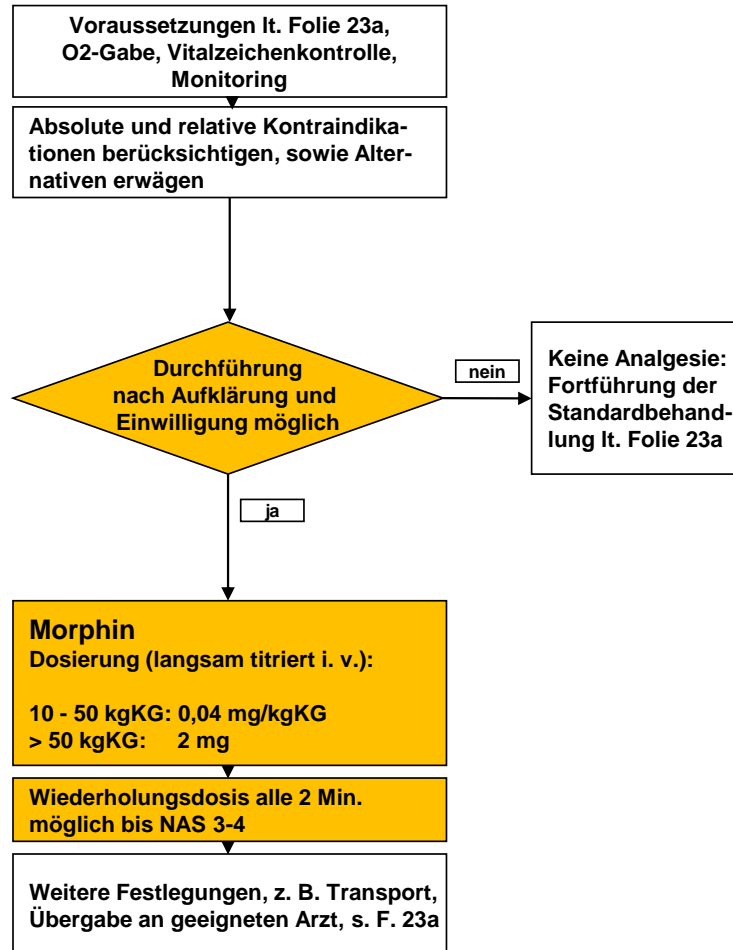 Voraussetzungen lt. Folie 23a,
O2-Gabe, Vitalzeichenkontrolle,
Monitoring
Absolute und relative Kontraindika-
tionen berücksichtigen, sowie Alter-
nativen erwägen
Durchführung
nach Aufklärung und
Einwilligung möglich
nein
Keine Analgesie:
Fortführung der
Standardbehand-
lung lt. Folie 23a
ja
Morphin
Dosierung (langsam titriert i. v.):
10 - 50 kgKG: 0,04 mg/kgKG
> 50 kgKG: 2 mg
Wiederholungsdosis alle 2 Min.
möglich bis NAS 3-4
Weitere Festlegungen, z. B. Transport,
Übergabe an geeigneten Arzt, s. F. 23a